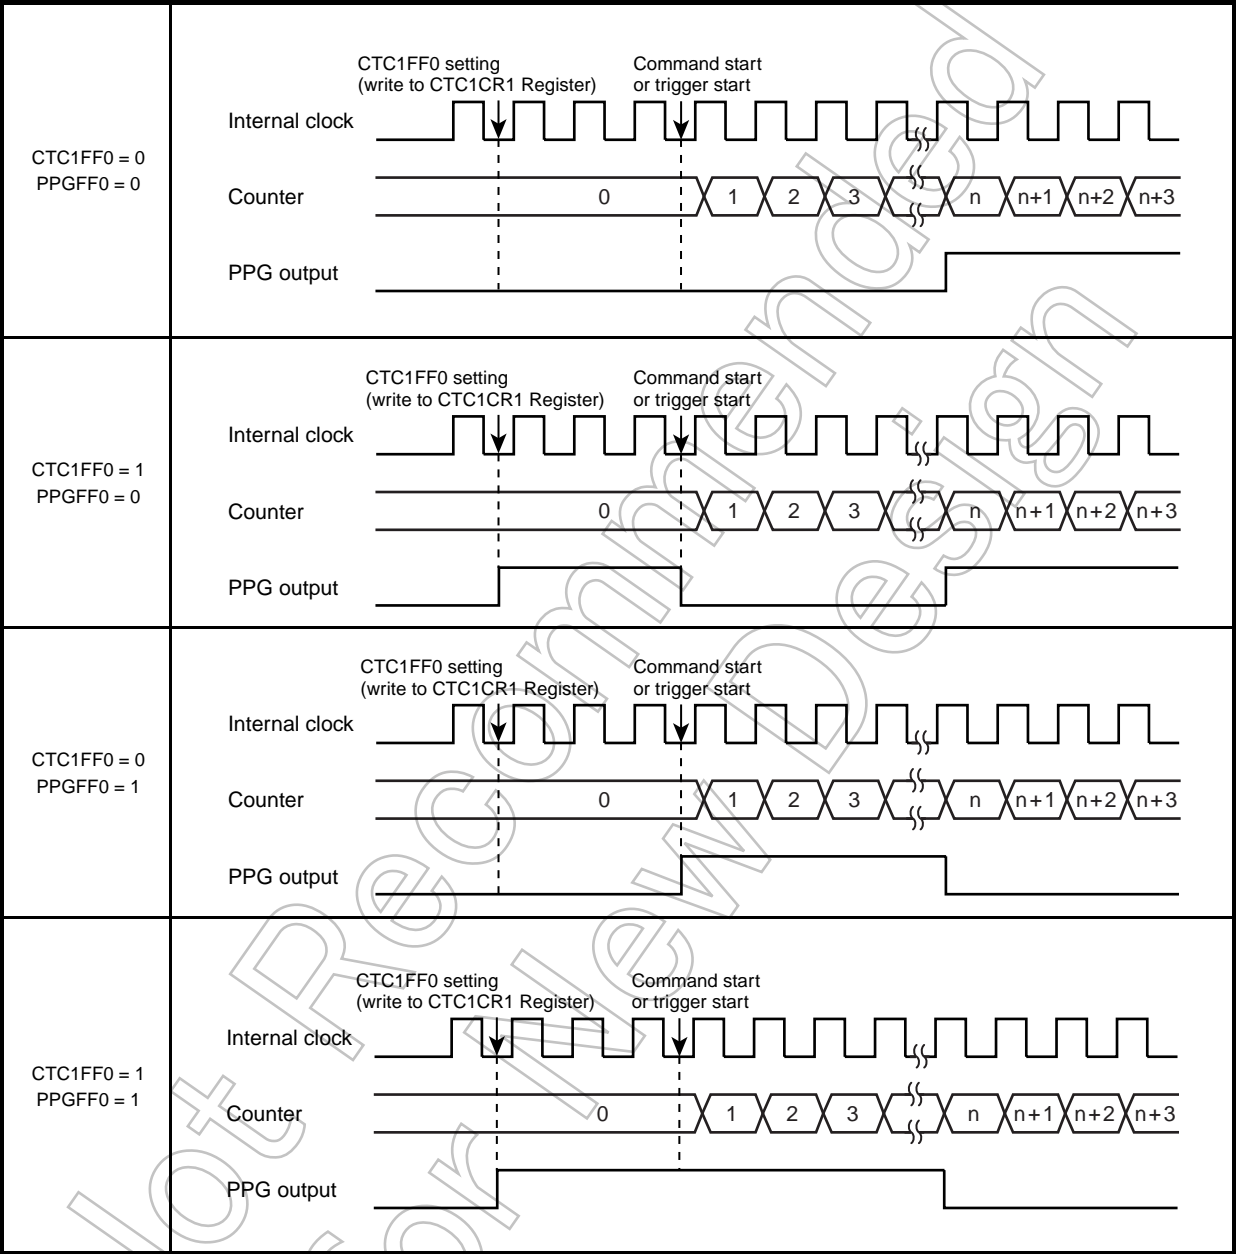 CTC1FF0 = 0
PPGFF0 = 0
CTC1FF0 setting
(write to CTC1CR1 Register)
Command start
or trigger start
Internal clock
Counter
0 1 2 3 n n+1 n+2 n+3
PPG output
CTC1FF0 = 1
PPGFF0 = 0
CTC1FF0 setting
(write to CTC1CR1 Register)
Command start
or trigger start
Internal clock
Counter
0 1 2 3 n n+1 n+2 n+3
PPG output
CTC1FF0 = 0
PPGFF0 = 1
CTC1FF0 setting
(write to CTC1CR1 Register)
Command start
or trigger start
Internal clock
Counter
0 1 2 3 n n+1 n+2 n+3
PPG output
CTC1FF0 = 1
PPGFF0 = 1
CTC1FF0 setting
(write to CTC1CR1 Register)
Command start
or trigger start
Internal clock
Counter
0 1 2 3 n n+1 n+2 n+3
PPG output
Not Recommended
for New Design